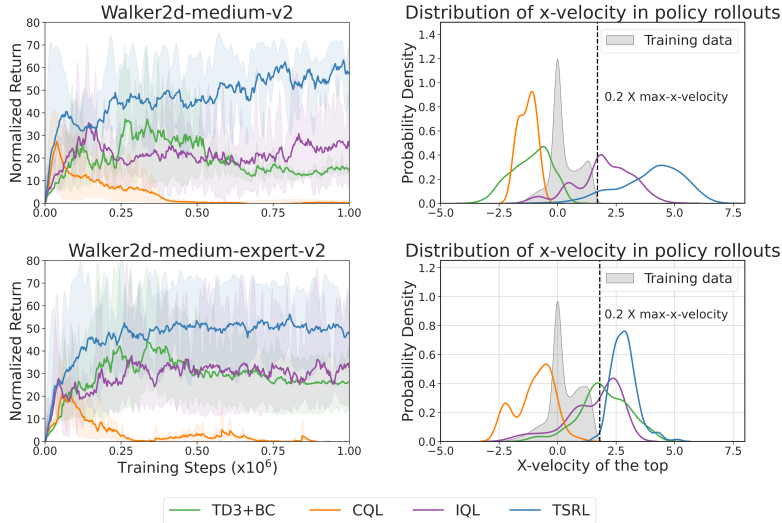 Walker2d-medium-v2
Normalized Return
80
70
60
50
40
30
20
10
0
0.00 0.25 0.50 0.75 1.00
Distribution of x-velocity in policy rollouts
Probability Density
1.4
1.2
1.0
0.8
0.6
0.4
0.2
0.0
Training data
0.2 X max-x-velocity
−5.0 −2.5 0.0 2.5 5.0 7.5
Walker2d-medium-expert-v2
Normalized Return
80
70
60
50
40
30
20
10
0
0.00 0.25 0.50 0.75 1.00
Training Steps (x10⁶)
Distribution of x-velocity in policy rollouts
Probability Density
1.2
1.0
0.8
0.6
0.4
0.2
0.0
Training data
0.2 X max-x-velocity
−5.0 −2.5 0.0 2.5 5.0 7.5
X-velocity of the top
TD3+BC CQL IQL TSRL